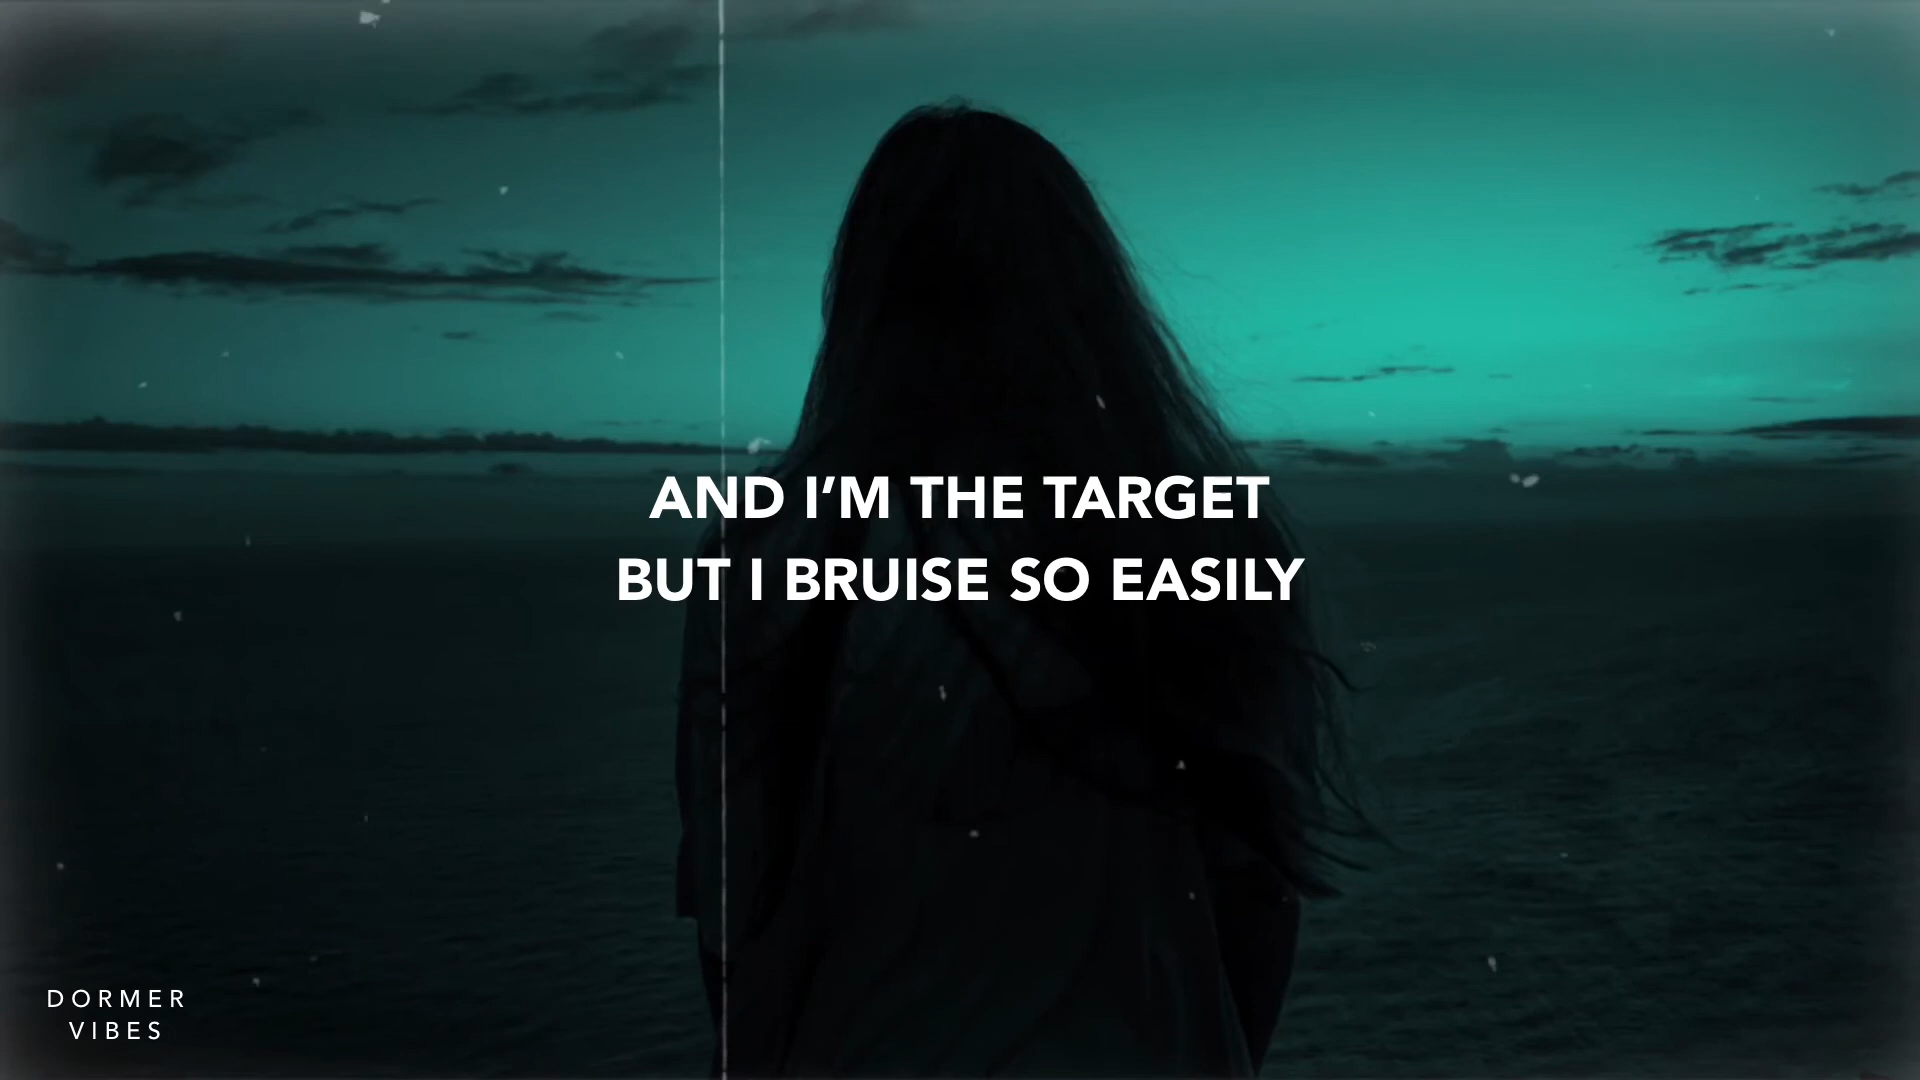 AND I’M THE TARGET
BUT I BRUISE SO EASILY
DORMER
VIBES